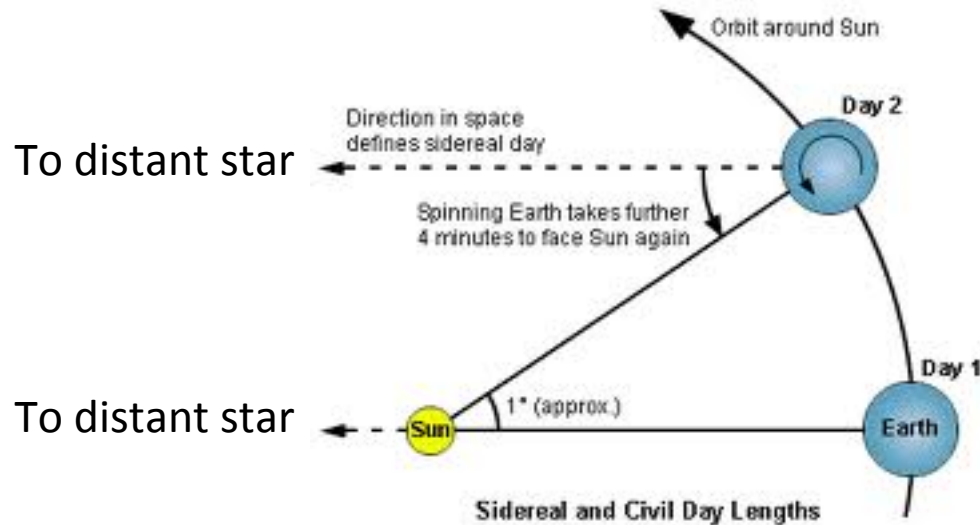 Orbit around Sun
Day 2
Direction in space
defines sidereal day
To distant star
Spinning Earth takes further
4 minutes to face Sun again
Day 1
1° (approx.)
To distant star
Sun
Earth
Sidereal and Civil Day Lengths